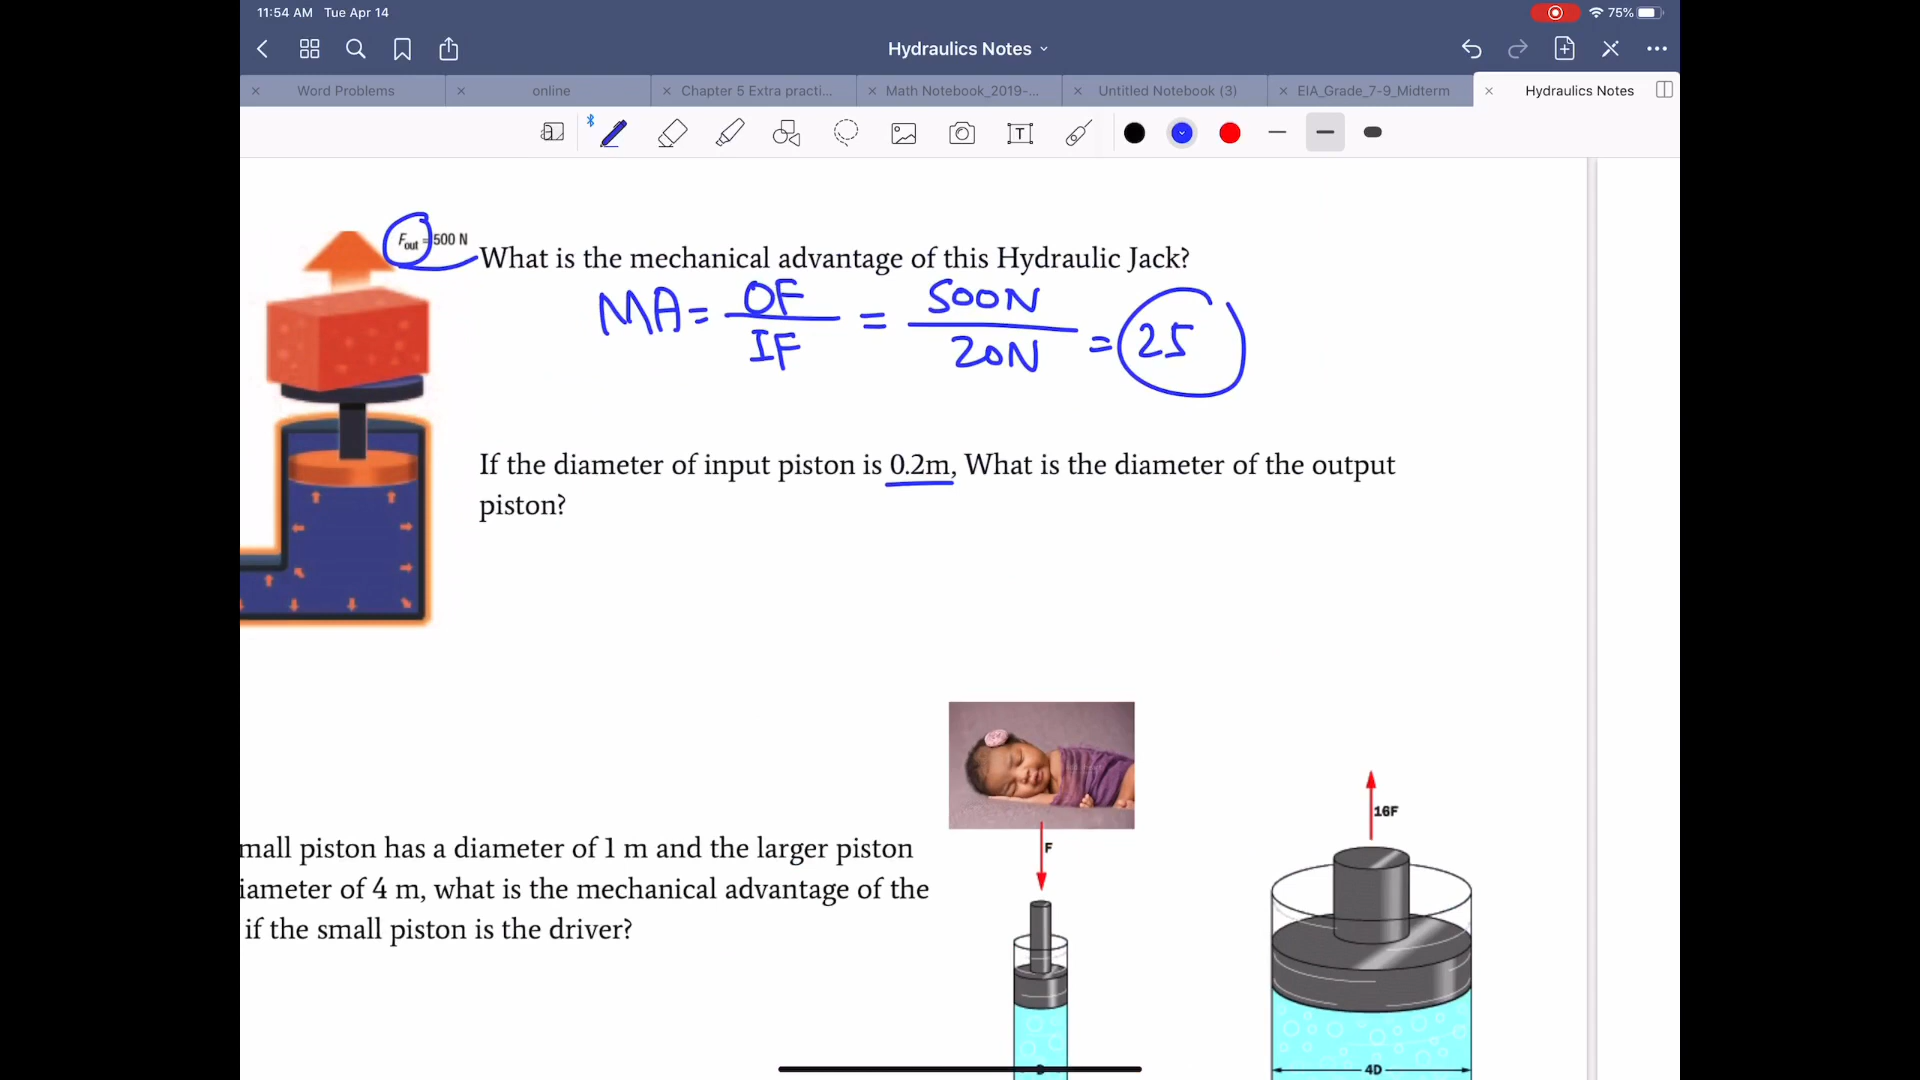 11:54 AM Tue Apr 14
75%
Hydraulics Notes
Word Problems
online
Chapter 5 Extra practi...
Math Notebook_2019-...
Untitled Notebook (3)
EIA_Grade_7-9_Midterm
Hydraulics Notes
T
Fout = 500 N
What is the mechanical advantage of this Hydraulic Jack?
MA = OF/IF = 500N/20N = 25
If the diameter of input piston is 0.2m, What is the diameter of the output
piston?
16F
F
mall piston has a diameter of 1 m and the larger piston
iameter of 4 m, what is the mechanical advantage of the
if the small piston is the driver?
4D